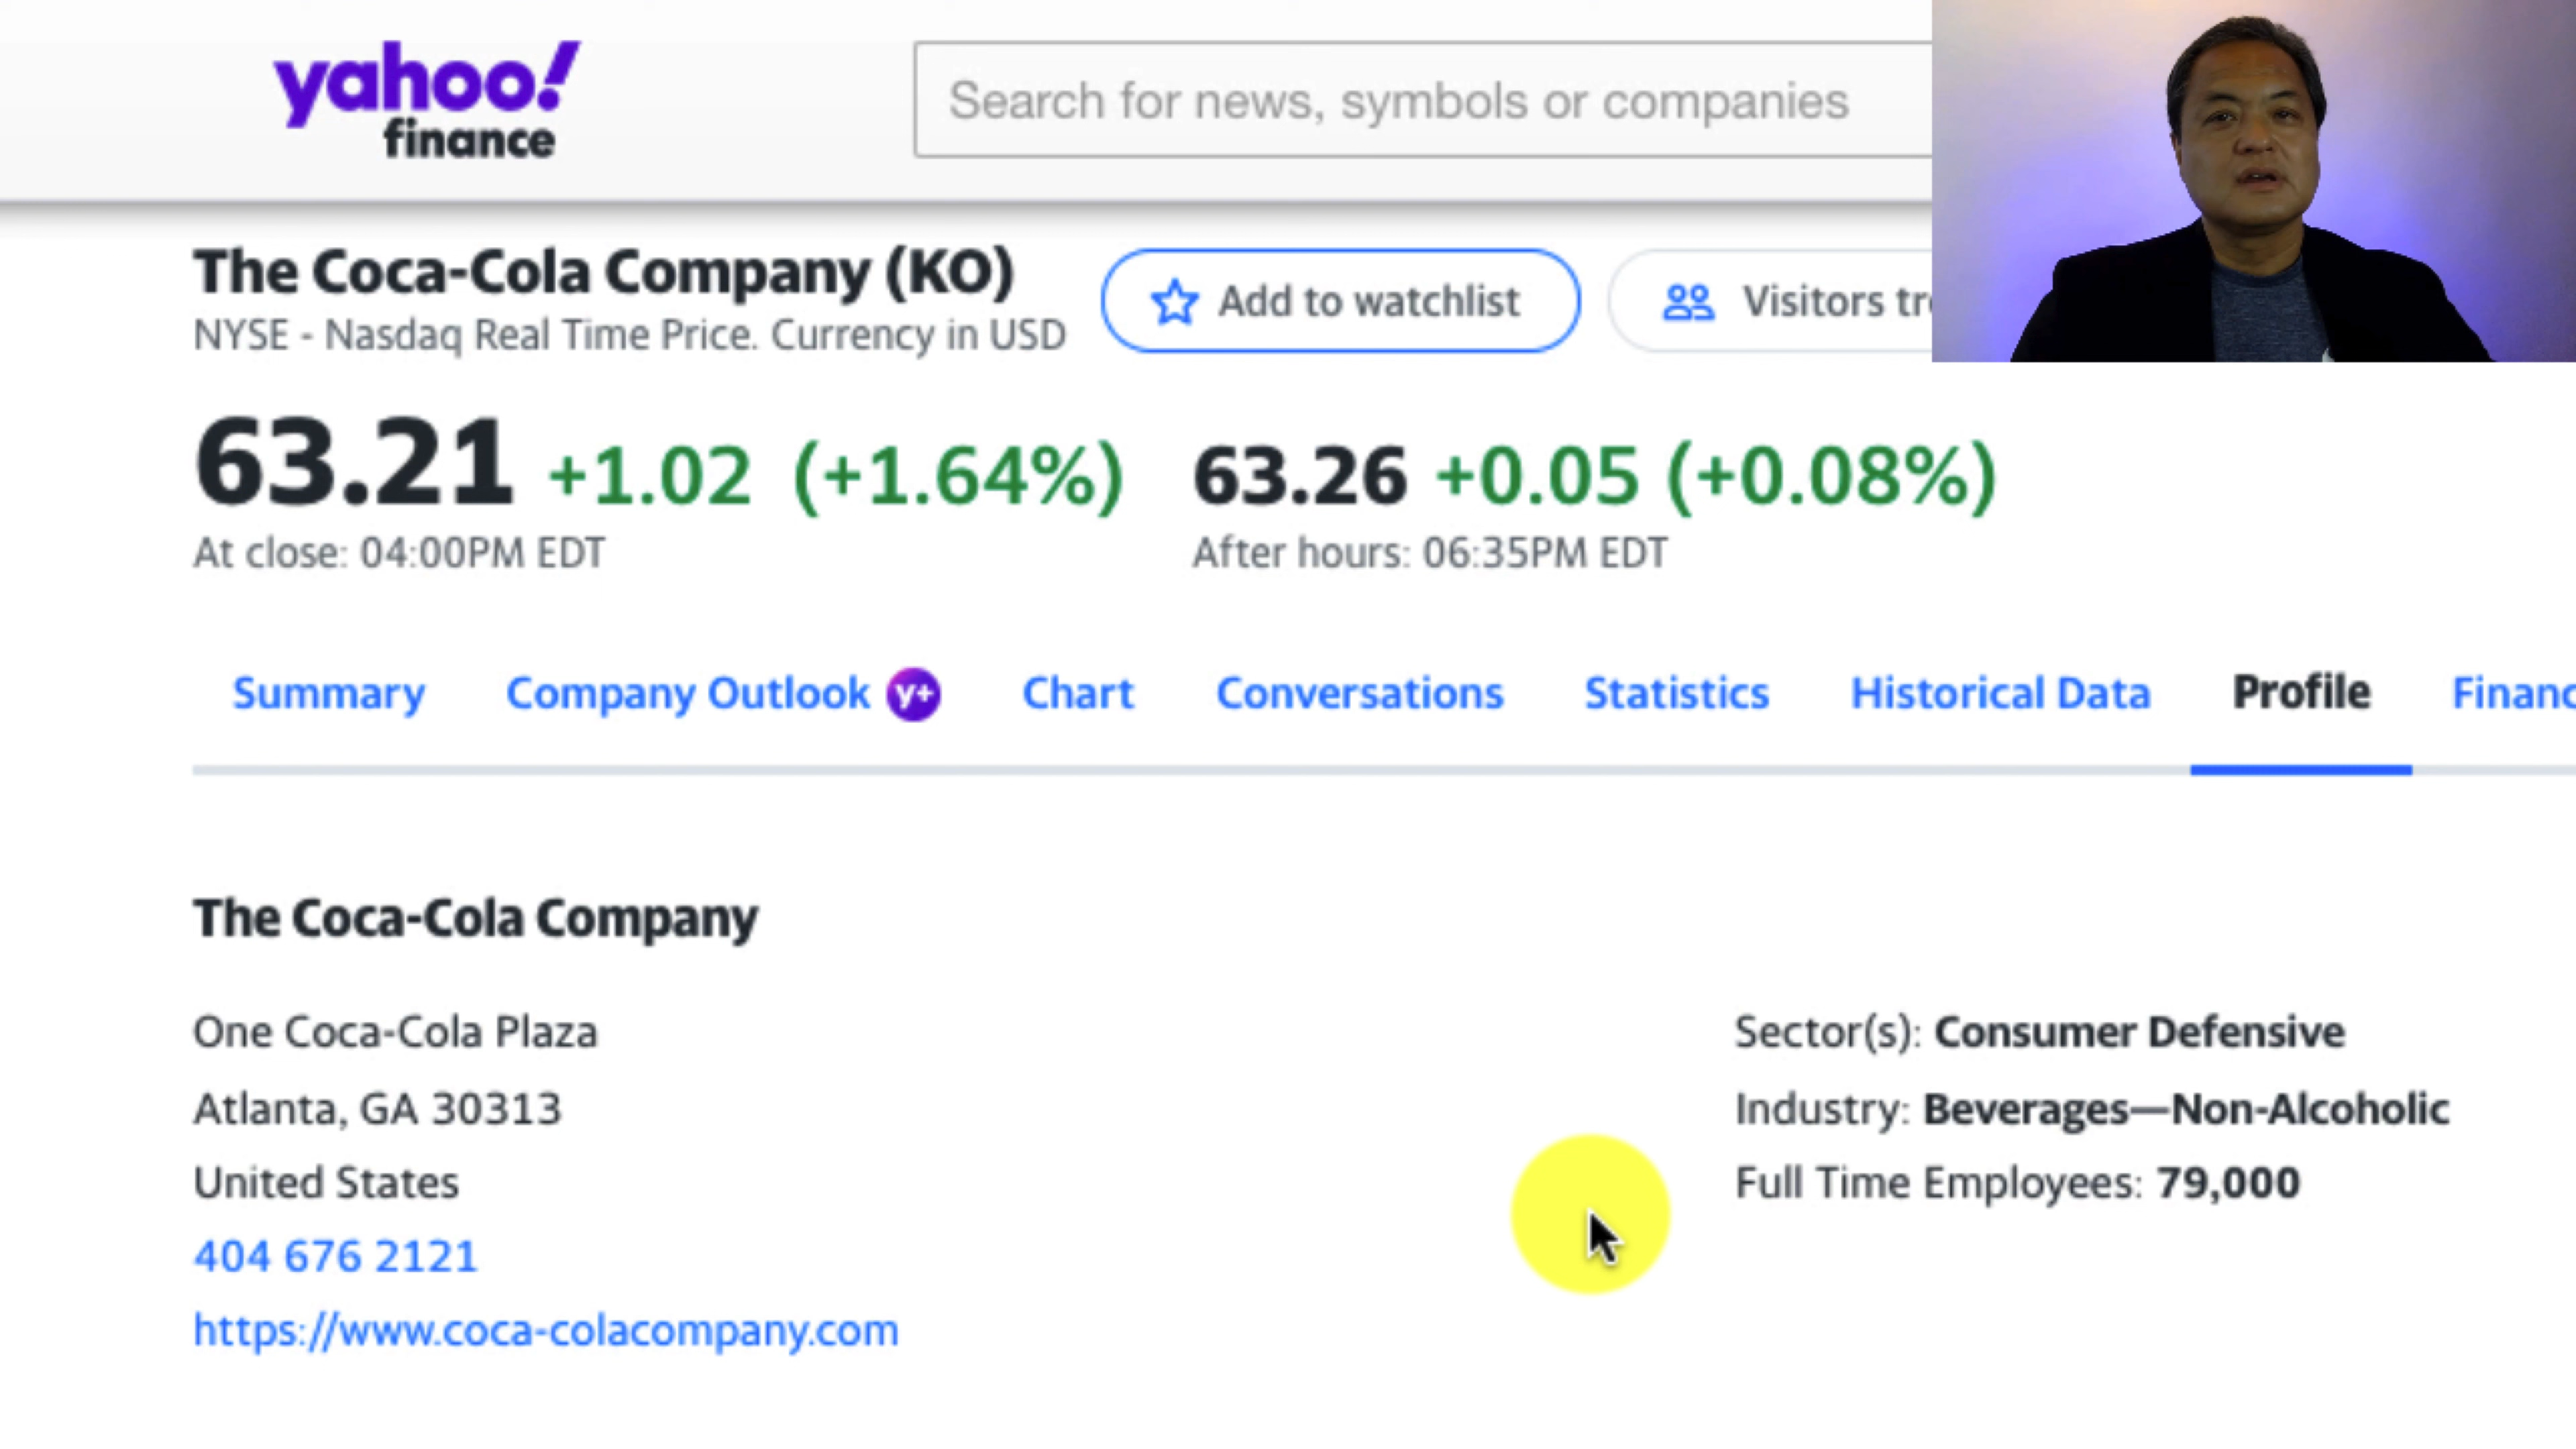 yahoo!
finance
Search for news, symbols or companies
The Coca-Cola Company (KO)
NYSE - Nasdaq Real Time Price. Currency in USD
Add to watchlist
Visitors
63.21 +1.02 (+1.64%)
At close: 04:00PM EDT
63.26 +0.05 (+0.08%)
After hours: 06:35PM EDT
Summary Company Outlook y+ Chart Conversations Statistics Historical Data Profile
The Coca-Cola Company
One Coca-Cola Plaza
Atlanta, GA 30313
United States
404 676 2121
https://www.coca-colacompany.com
Sector(s): Consumer Defensive
Industry: Beverages—Non-Alcoholic
Full Time Employees: 79,000